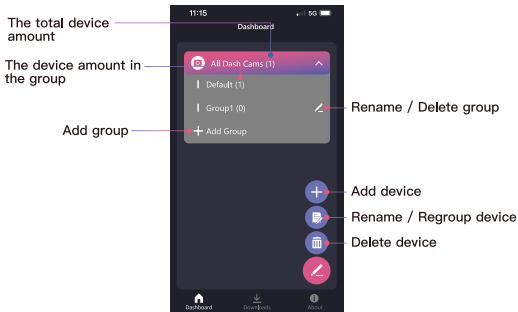 11:15
5G
Dashboard
The total device
amount
All Dash Cams (1)
The device amount in
the group
Default (1)
Group1 (0)
Rename / Delete group
Add group
Add Group
Add device
Rename / Regroup device
Delete device
Dashboard
Downloads
About